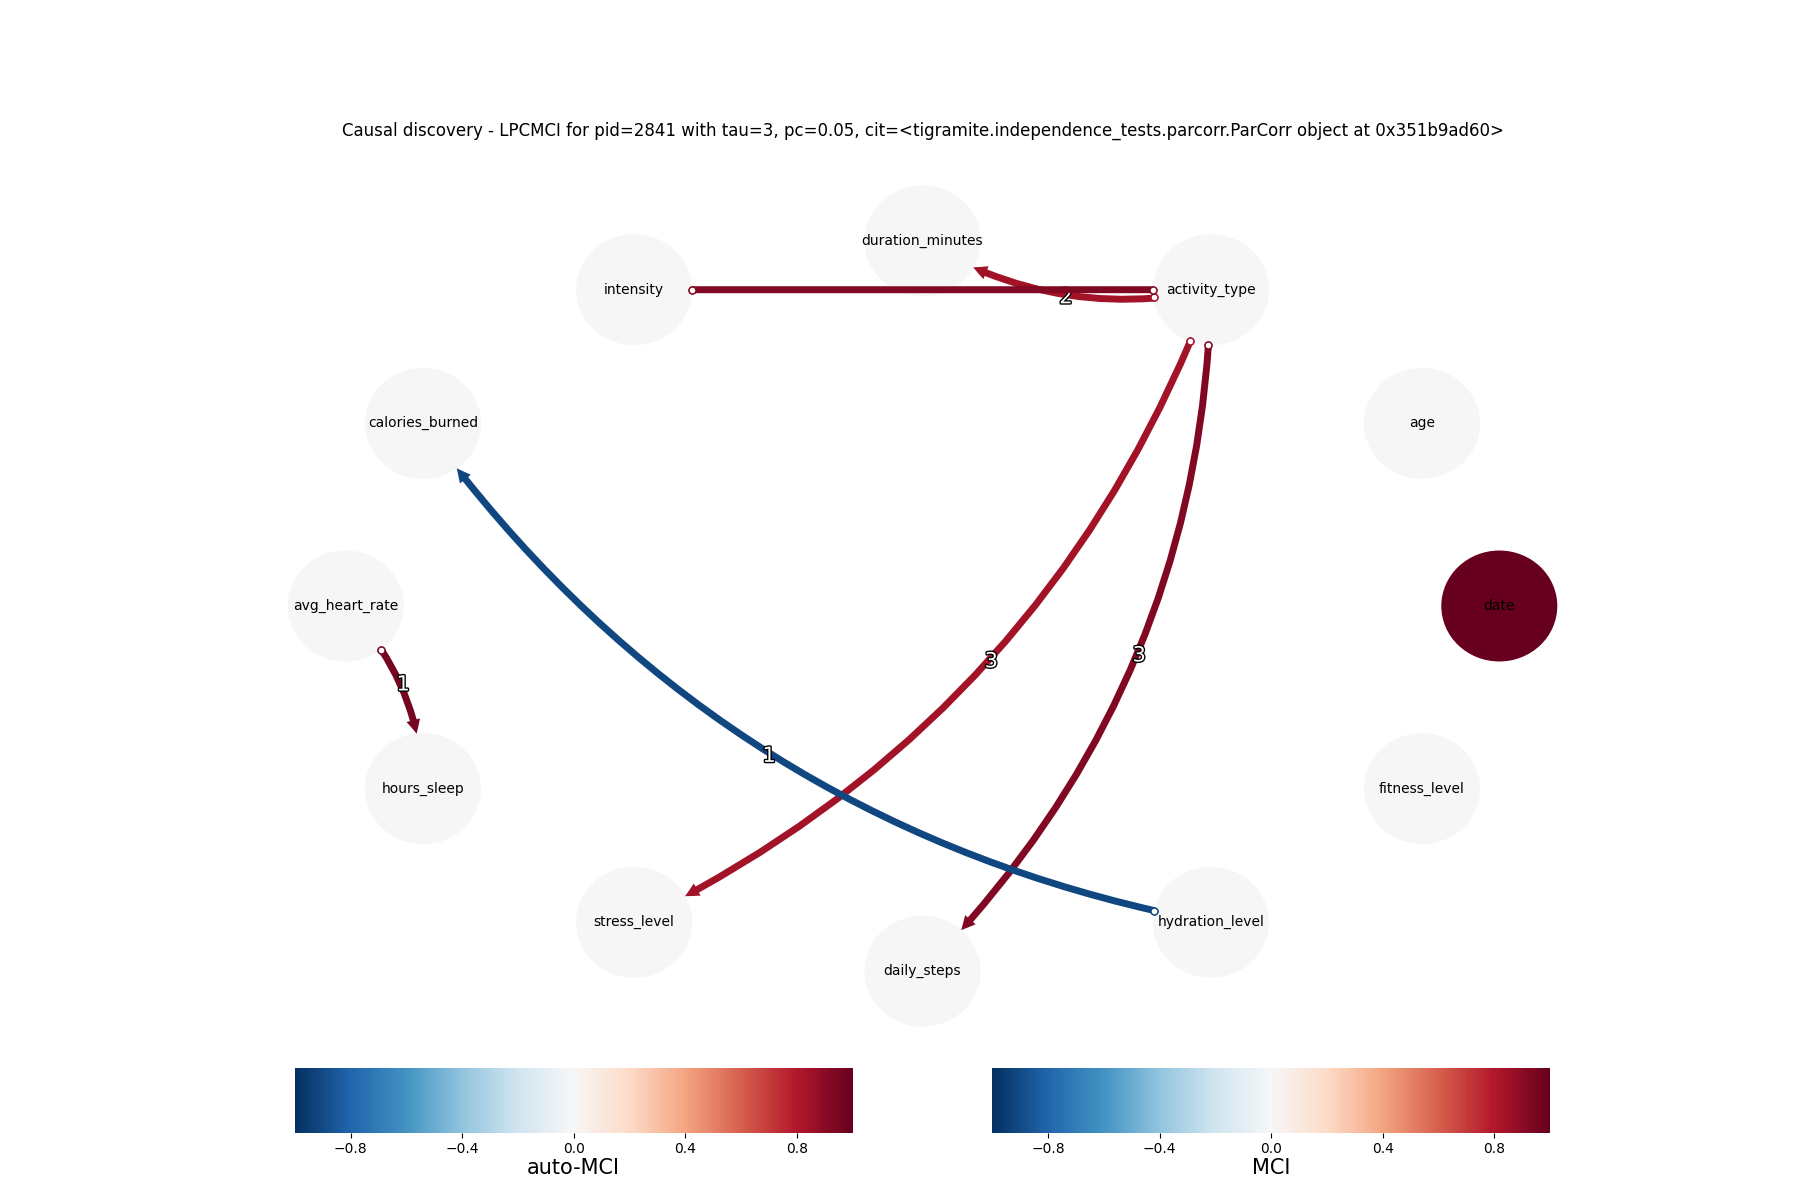 Causal discovery - LPCMCI for pid=2841 with tau=3, pc=0.05, cit=<tigramite.independence_tests.parcorr.ParCorr object at 0x351b9ad60>
duration_minutes
intensity
activity_type
2
calories_burned
age
avg_heart_rate
date
3
3
1
1
hours_sleep
fitness_level
stress_level
hydration_level
daily_steps
−0.8 −0.4 0.0 0.4 0.8
auto-MCI
−0.8 −0.4 0.0 0.4 0.8
MCI